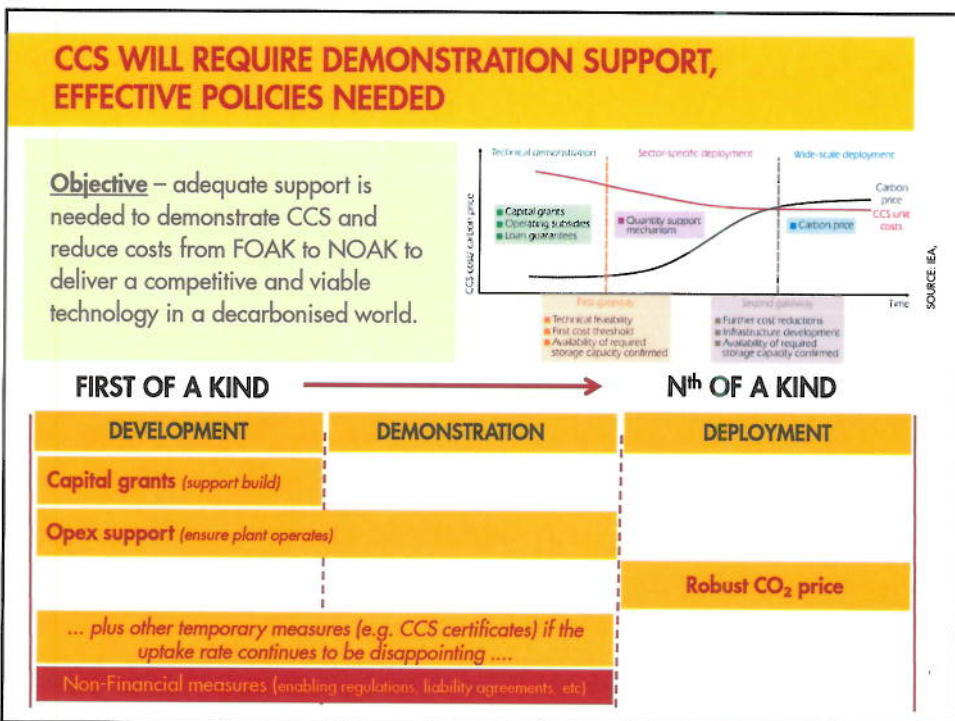 CCS WILL REQUIRE DEMONSTRATION SUPPORT,
EFFECTIVE POLICIES NEEDED
Objective – adequate support is
needed to demonstrate CCS and
reduce costs from FOAK to NOAK to
deliver a competitive and viable
technology in a decarbonised world.
Technical demonstration
Sector-specific deployment
Wide-scale deployment
CCS costs/ carbon price
Capital grants
Operating subsidies
Loan guarantees
Quantity support
mechanism
Carbon price
Carbon
price
CCS unit
costs
Time
First gateway
Technical feasibility
First cost threshold
Availability of required
storage capacity confirmed
Second gateway
Further cost reductions
Infrastructure development
Availability of required
storage capacity confirmed
SOURCE: IEA,
FIRST OF A KIND
Nth OF A KIND
DEVELOPMENT
DEMONSTRATION
DEPLOYMENT
Capital grants (support build)
Opex support (ensure plant operates)
Robust CO₂ price
... plus other temporary measures (e.g. CCS certificates) if the
uptake rate continues to be disappointing ....
Non-Financial measures (enabling regulations, liability agreements, etc)